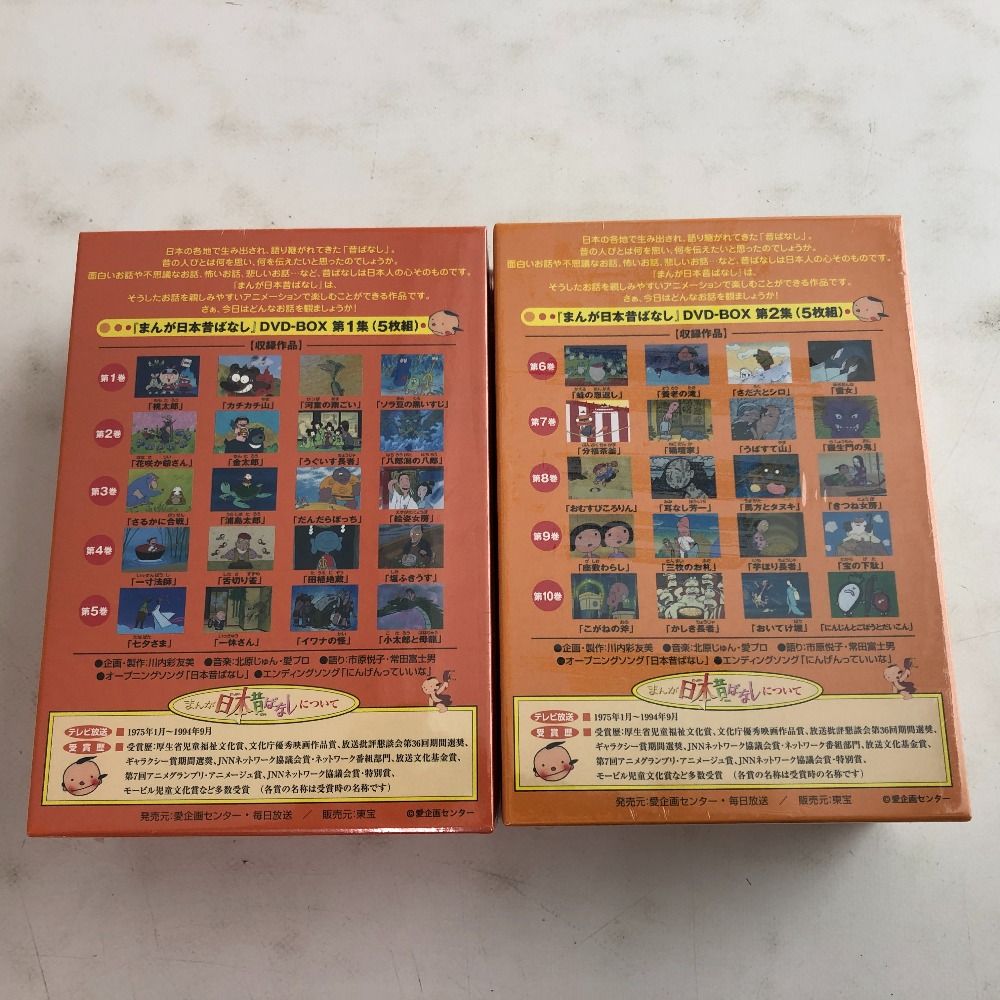 日本の各地で生み出され、語り継がれてきた「昔ばなし」。
昔の人びとは何を思い、何を伝えたいと思ったのでしょうか。
面白いお話や不思議なお話、怖いお話、悲しいお話…など、昔ばなしは日本人の心そのものです。
『まんが日本昔ばなし』は、
そうしたお話を親しみやすいアニメーションで楽しむことができる作品です。
さぁ、今日はどんなお話を観ましょうか!
『まんが日本昔ばなし』DVD-BOX 第1集(5枚組)
【収録作品】
第1巻
「桃太郎」 「カチカチ山」 「河童の雨ごい」 「ソラ豆の黒いすじ」
第2巻
「花咲か爺さん」 「金太郎」 「うぐいす長者」 「八郎潟の八郎」
第3巻
「さるかに合戦」 「浦島太郎」 「だんだらぼっち」 「絵姿女房」
第4巻
「一寸法師」 「舌切り雀」 「田植地蔵」 「塩ふきうす」
第5巻
「七夕さま」 「一休さん」 「イワナの怪」 「小太郎と母龍」
●企画・製作:川内彩友美 ●音楽:北原じゅん・愛プロ ●語り:市原悦子・常田富士男
●オープニングソング「日本昔ばなし」 ●エンディングソング「にんげんっていいな」
まんが日本昔ばなしについて
テレビ放送 ■1975年1月〜1994年9月
受賞歴 ■受賞歴:厚生省児童福祉文化賞、文化庁優秀映画作品賞、放送批評懇談会第36回期間選奨、
ギャラクシー賞期間選奨、JNNネットワーク協議会賞・ネットワーク番組部門、放送文化基金賞、
第7回アニメグランプリ・アニメージュ賞、JNNネットワーク協議会賞・特別賞、
モービル児童文化賞など多数受賞 (各賞の名称は受賞時の名称です)
発売元:愛企画センター・毎日放送 / 販売元:東宝 ©愛企画センター
日本の各地で生み出され、語り継がれてきた「昔ばなし」。
昔の人びとは何を思い、何を伝えたいと思ったのでしょうか。
面白いお話や不思議なお話、怖いお話、悲しいお話…など、昔ばなしは日本人の心そのものです。
『まんが日本昔ばなし』は、
そうしたお話を親しみやすいアニメーションで楽しむことができる作品です。
さぁ、今日はどんなお話を観ましょうか!
『まんが日本昔ばなし』DVD-BOX 第2集(5枚組)
【収録作品】
第6巻
「蛙の恩返し」 「養老の滝」 「さだ六とシロ」 「雪女」
第7巻
「分福茶釜」 「猫檀家」 「うばすて山」 「羅生門の鬼」
第8巻
「おむすびころりん」 「耳なし芳一」 「馬方とタヌキ」 「きつね女房」
第9巻
「座敷わらし」 「三枚のお札」 「芋ほり長者」 「宝の下駄」
第10巻
「こがねの斧」 「かしき長者」 「おいてけ堀」 「にんじんとごぼうとだいこん」
●企画・製作:川内彩友美 ●音楽:北原じゅん・愛プロ ●語り:市原悦子・常田富士男
●オープニングソング「日本昔ばなし」 ●エンディングソング「にんげんっていいな」
まんが日本昔ばなしについて
テレビ放送 ■1975年1月〜1994年9月
受賞歴 ■受賞歴:厚生省児童福祉文化賞、文化庁優秀映画作品賞、放送批評懇談会第36回期間選奨、
ギャラクシー賞期間選奨、JNNネットワーク協議会賞・ネットワーク番組部門、放送文化基金賞、
第7回アニメグランプリ・アニメージュ賞、JNNネットワーク協議会賞・特別賞、
モービル児童文化賞など多数受賞 (各賞の名称は受賞時の名称です)
発売元:愛企画センター・毎日放送 / 販売元:東宝 ©愛企画センター